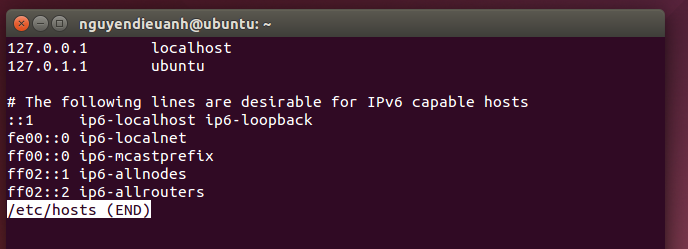 nguyendieuanh@ubuntu: ~
127.0.0.1       localhost
127.0.1.1       ubuntu
# The following lines are desirable for IPv6 capable hosts
::1     ip6-localhost ip6-loopback
fe00::0 ip6-localnet
ff00::0 ip6-mcastprefix
ff02::1 ip6-allnodes
ff02::2 ip6-allrouters
/etc/hosts (END)